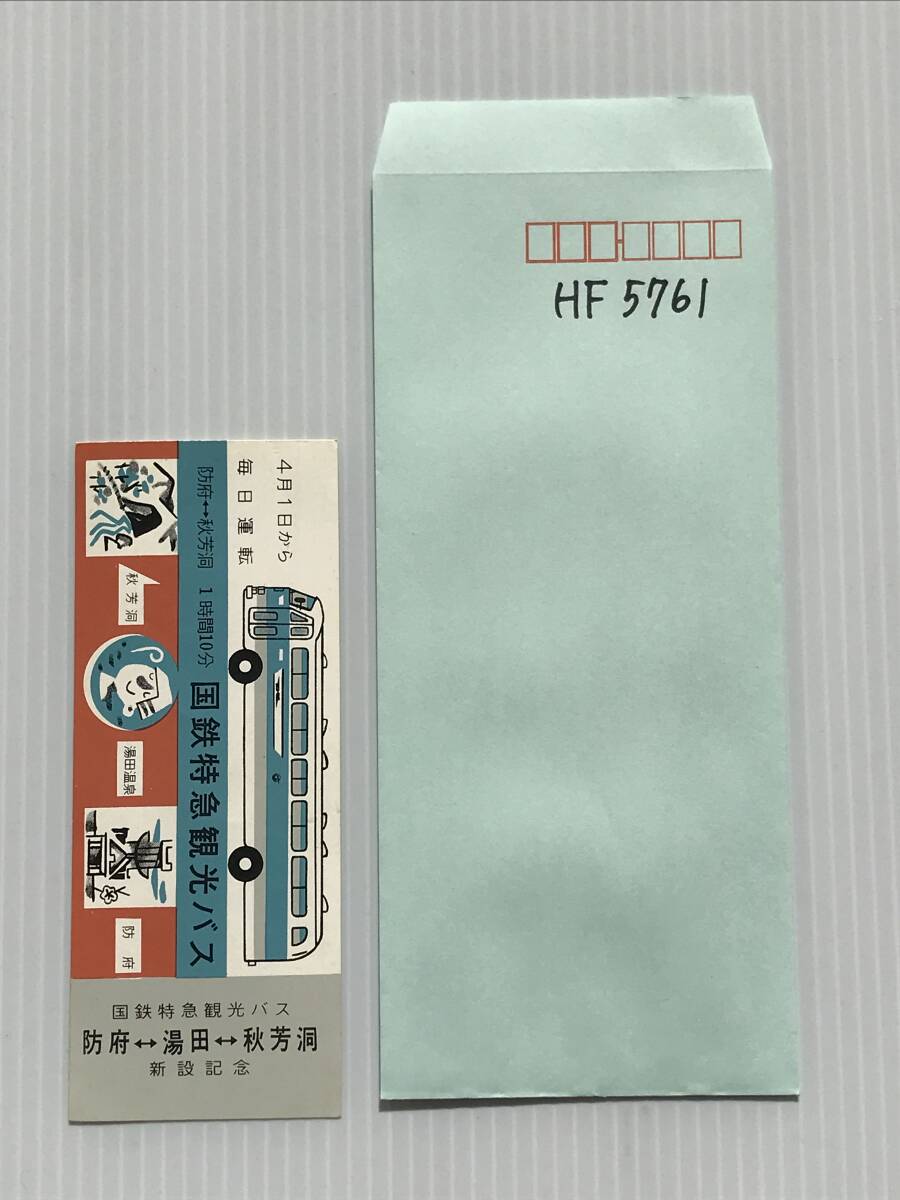 HF 5761
4月1日から
毎日運転
防府↔秋芳洞 1時間10分 国鉄特急観光バス
秋芳洞
湯田温泉
防府
国鉄特急観光バス
防府↔湯田↔秋芳洞
新設記念